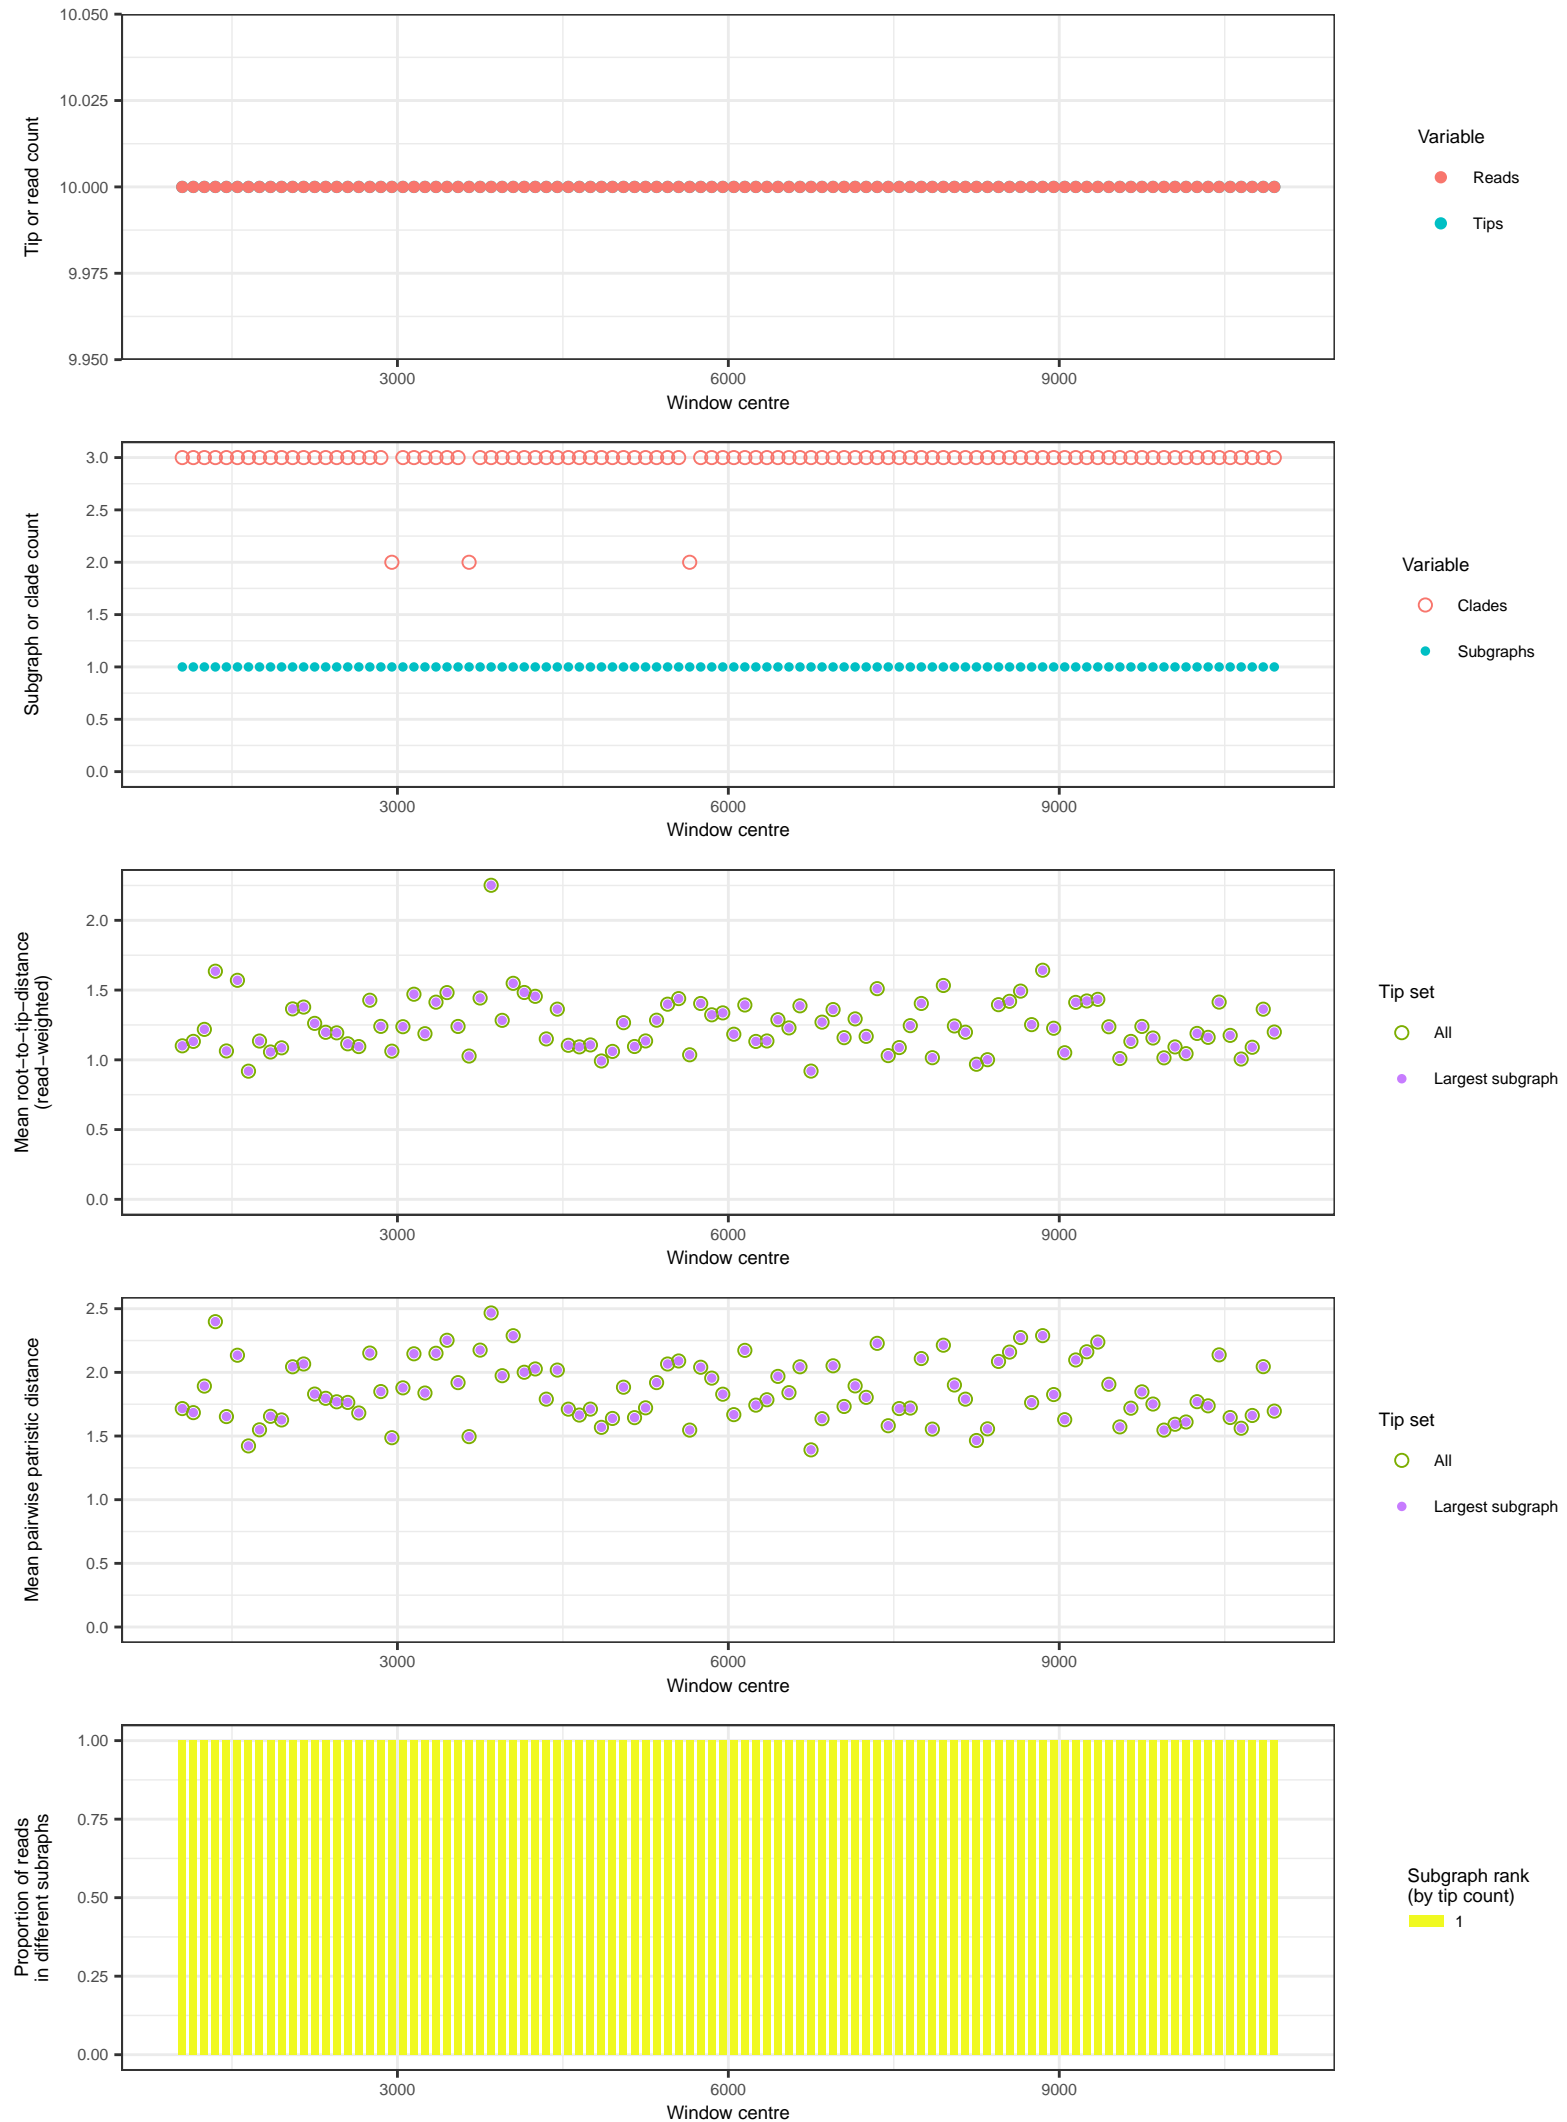 10.050
10.025
10.000
9.975
9.950
Tip or read count
3000
6000
9000
Window centre
Variable
Reads
Tips
3.0
2.5
2.0
1.5
1.0
0.5
0.0
Subgraph or clade count
3000
6000
9000
Window centre
Variable
Clades
Subgraphs
2.0
1.5
1.0
0.5
0.0
Mean root−to−tip−distance
(read−weighted)
3000
6000
9000
Window centre
Tip set
All
Largest subgraph
2.5
2.0
1.5
1.0
0.5
0.0
Mean pairwise patristic distance
3000
6000
9000
Window centre
Tip set
All
Largest subgraph
1.00
0.75
0.50
0.25
0.00
Proportion of reads
in different subraphs
3000
6000
9000
Window centre
Subgraph rank
(by tip count)
1